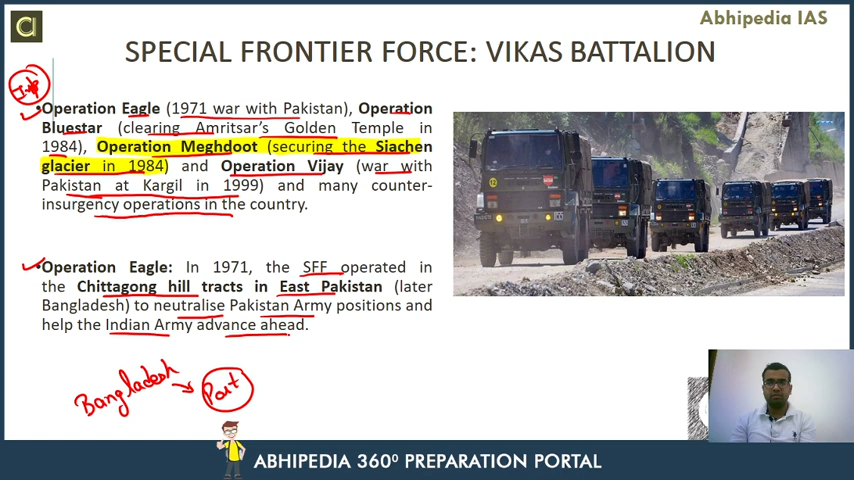 Abhipedia IAS
SPECIAL FRONTIER FORCE: VIKAS BATTALION
Imp
•Operation Eagle (1971 war with Pakistan), Operation
Bluestar (clearing Amritsar's Golden Temple in
1984), Operation Meghdoot (securing the Siachen
glacier in 1984) and Operation Vijay (war with
Pakistan at Kargil in 1999) and many counter-
insurgency operations in the country.
•Operation Eagle: In 1971, the SFF operated in
the Chittagong hill tracts in East Pakistan (later
Bangladesh) to neutralise Pakistan Army positions and
help the Indian Army advance ahead.
Bangladesh → Port
ABHIPEDIA 360⁰ PREPARATION PORTAL